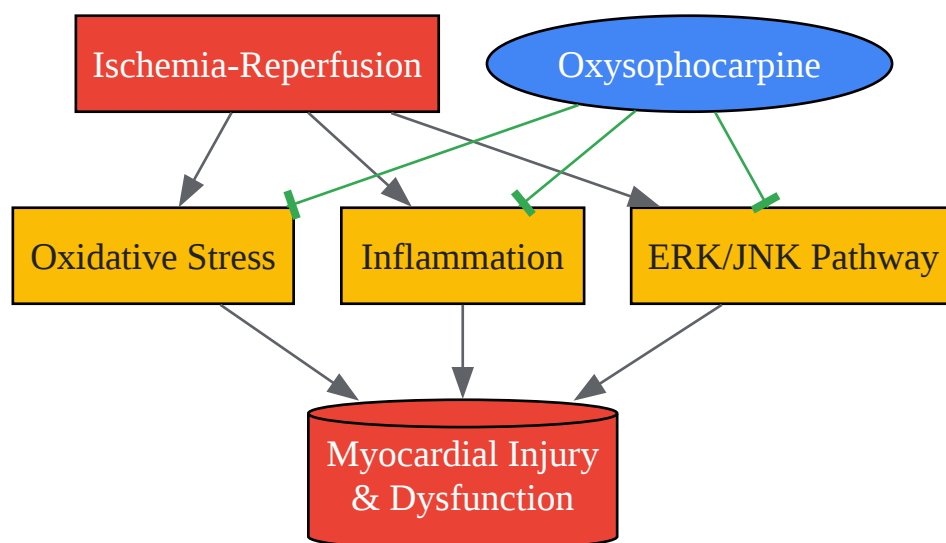 Ischemia-Reperfusion
Oxysophocarpine
Oxidative Stress
Inflammation
ERK/JNK Pathway
Myocardial Injury
& Dysfunction